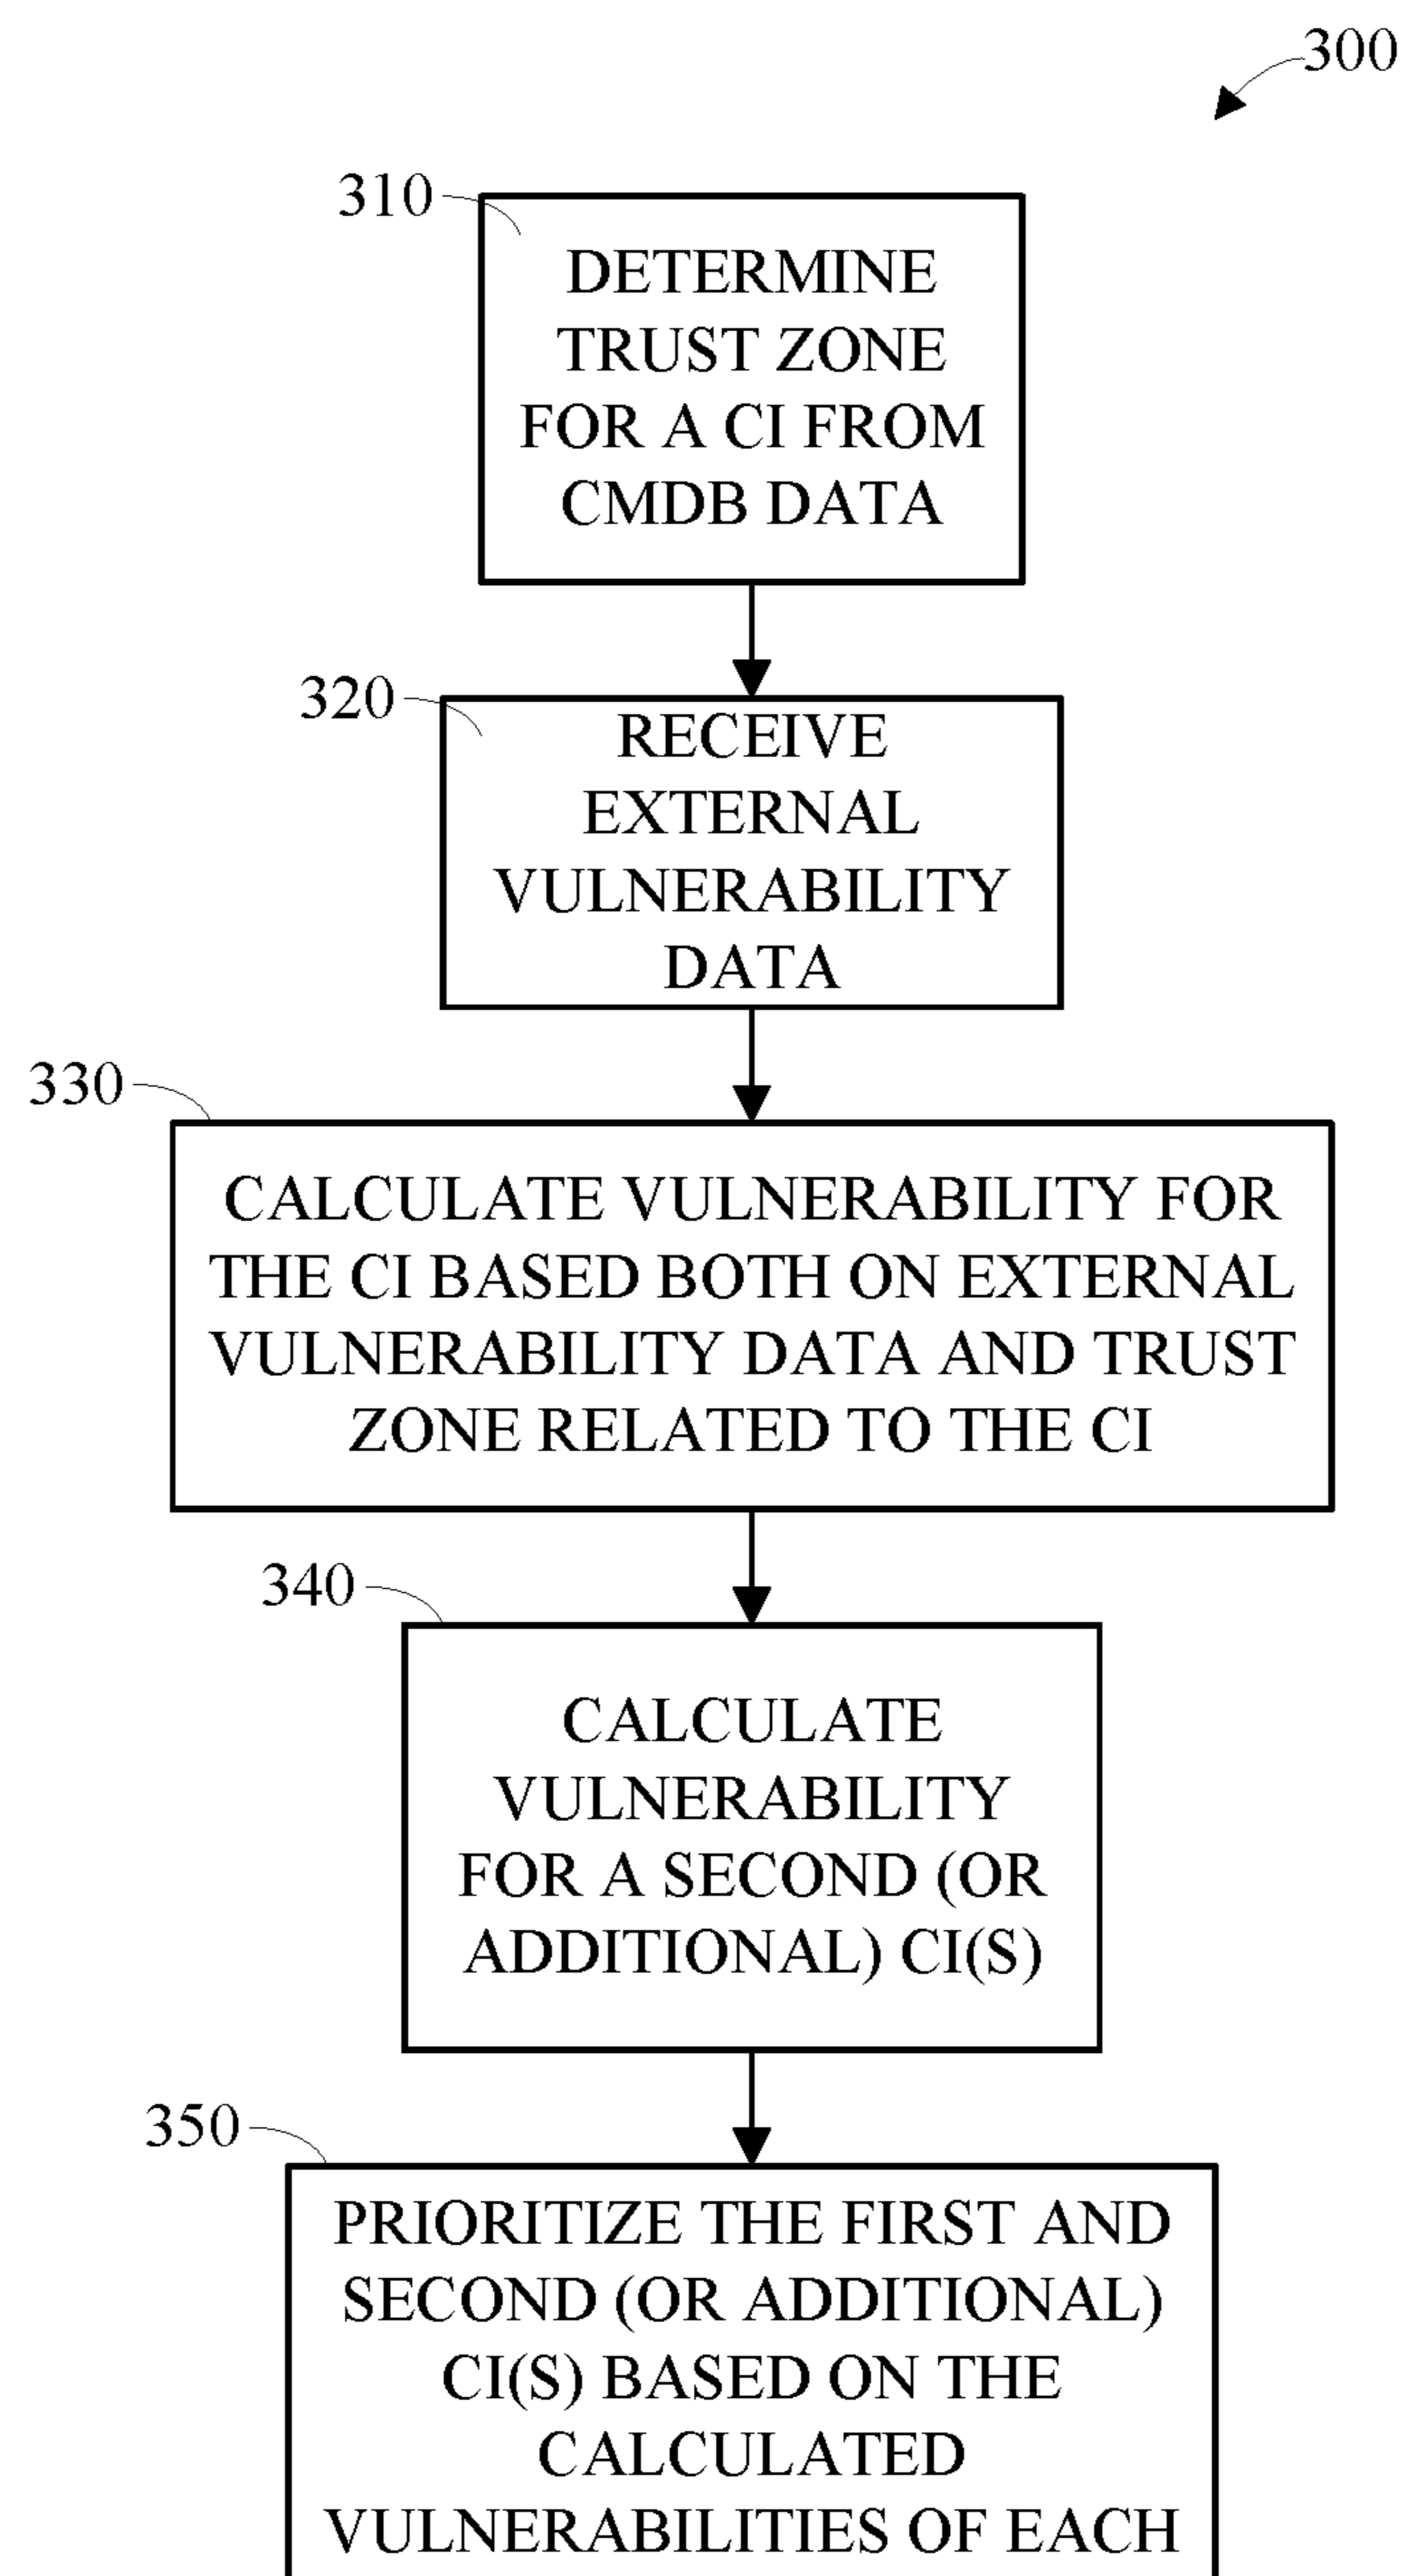 300
310
DETERMINE
TRUST ZONE
FOR A CI FROM
CMDB DATA
320
RECEIVE
EXTERNAL
VULNERABILITY
DATA
330
CALCULATE VULNERABILITY FOR
THE CI BASED BOTH ON EXTERNAL
VULNERABILITY DATA AND TRUST
ZONE RELATED TO THE CI
340
CALCULATE
VULNERABILITY
FOR A SECOND (OR
ADDITIONAL) CI(S)
350
PRIORITIZE THE FIRST AND
SECOND (OR ADDITIONAL)
CI(S) BASED ON THE
CALCULATED
VULNERABILITIES OF EACH